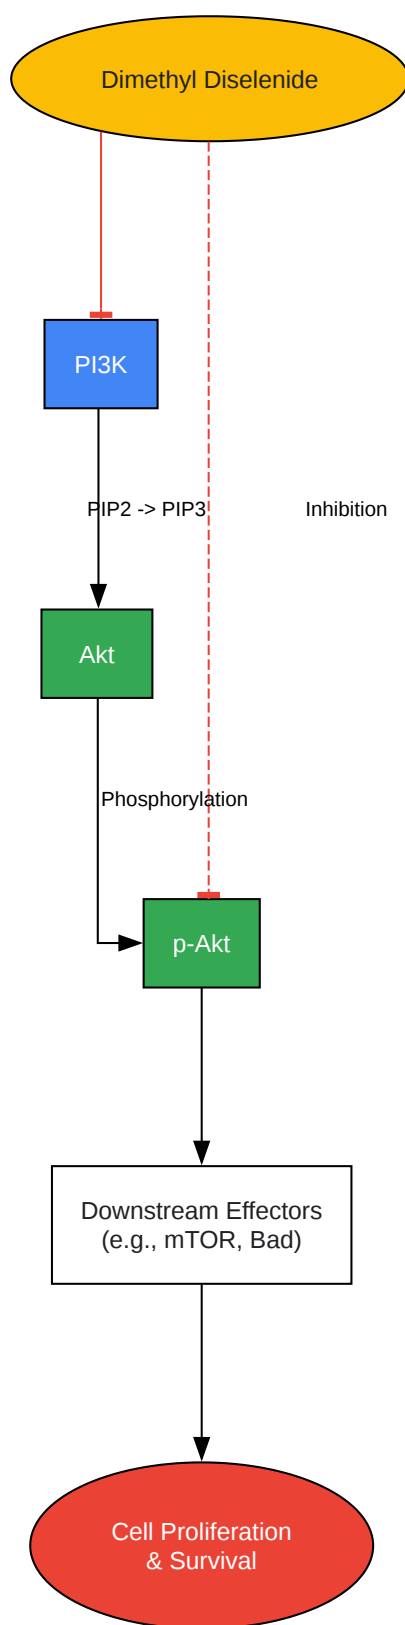 Dimethyl Diselenide
PI3K
PIP2 -> PIP3
Inhibition
Akt
Phosphorylation
p-Akt
Downstream Effectors
(e.g., mTOR, Bad)
Cell Proliferation
& Survival